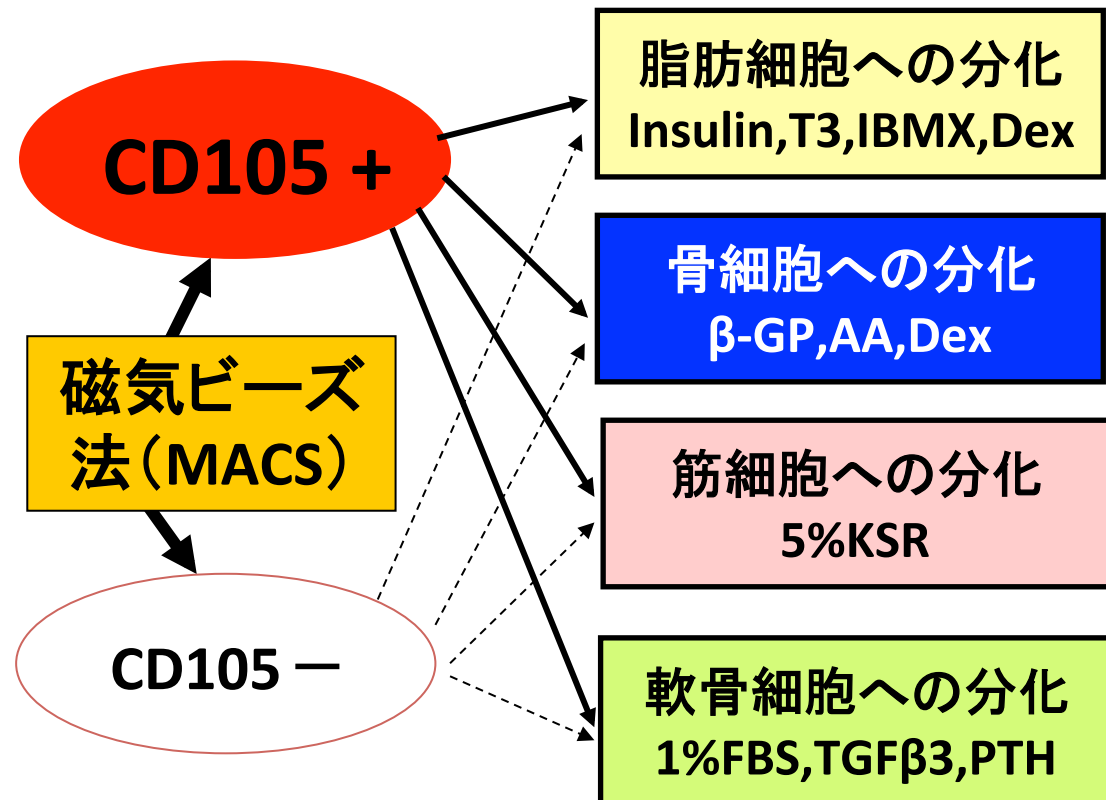 CD105 +
磁気ビーズ
法（MACS）
CD105 －
脂肪細胞への分化
Insulin,T3,IBMX,Dex
骨細胞への分化
β-GP,AA,Dex
筋細胞への分化
5%KSR
軟骨細胞への分化
1%FBS,TGFβ3,PTH